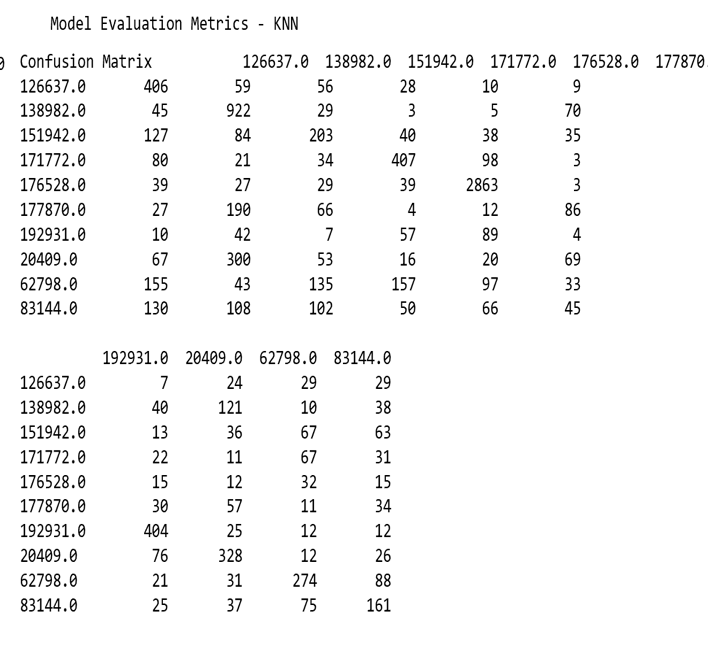 Model Evaluation Metrics - KNN
0 Confusion Matrix 126637.0 138982.0 151942.0 171772.0 176528.0 177870.
126637.0 406 59 56 28 10 9
138982.0 45 922 29 3 5 70
151942.0 127 84 203 40 38 35
171772.0 80 21 34 407 98 3
176528.0 39 27 29 39 2863 3
177870.0 27 190 66 4 12 86
192931.0 10 42 7 57 89 4
20409.0 67 300 53 16 20 69
62798.0 155 43 135 157 97 33
83144.0 130 108 102 50 66 45
192931.0 20409.0 62798.0 83144.0
126637.0 7 24 29 29
138982.0 40 121 10 38
151942.0 13 36 67 63
171772.0 22 11 67 31
176528.0 15 12 32 15
177870.0 30 57 11 34
192931.0 404 25 12 12
20409.0 76 328 12 26
62798.0 21 31 274 88
83144.0 25 37 75 161